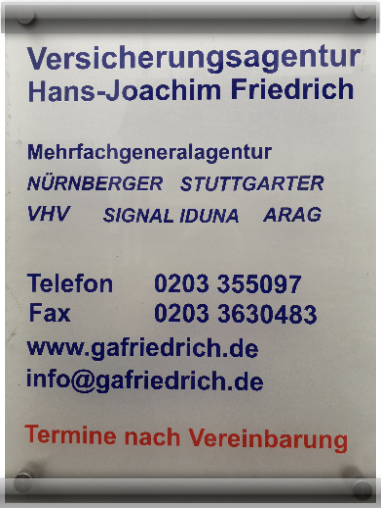 Versicherungsagentur
Hans-Joachim Friedrich
Mehrfachgeneralagentur
NÜRNBERGER STUTTGARTER
VHV SIGNAL IDUNA ARAG
Telefon 0203 355097
Fax 0203 3630483
www.gafriedrich.de
info@gafriedrich.de
Termine nach Vereinbarung